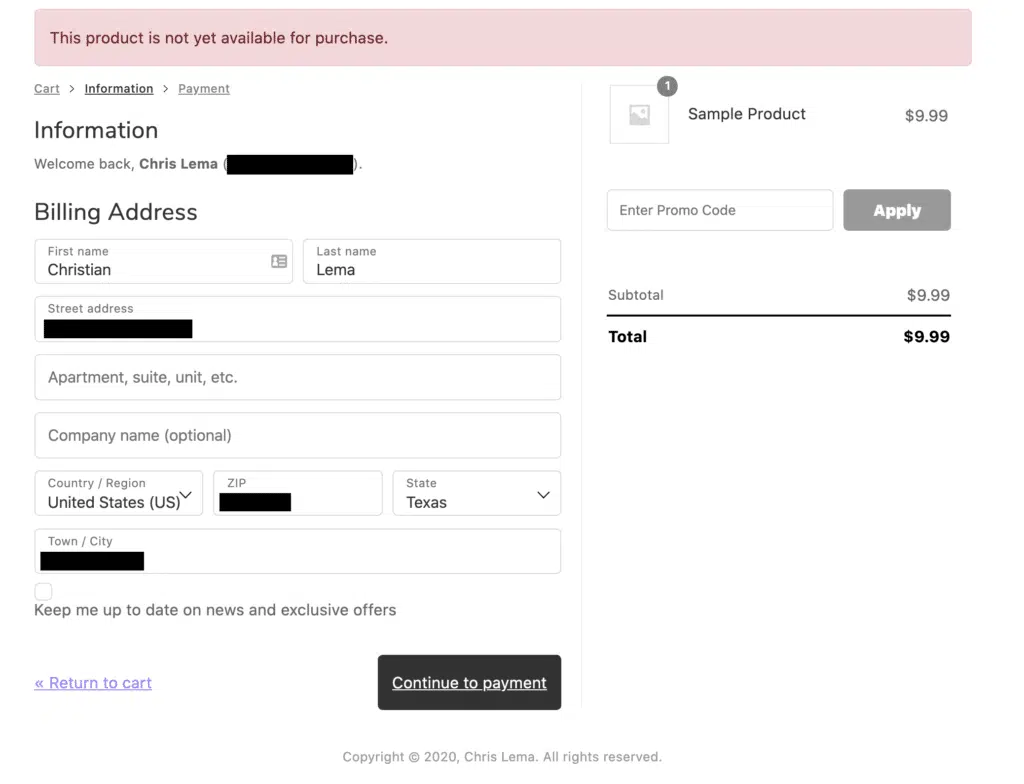 This product is not yet available for purchase.
Cart > Information > Payment
Information
Welcome back, Chris Lema ( ).
Billing Address
First name
Christian
Last name
Lema
Street address
Apartment, suite, unit, etc.
Company name (optional)
Country / Region
United States (US)
ZIP
State
Texas
Town / City
Keep me up to date on news and exclusive offers
« Return to cart
Continue to payment
1
Sample Product
$9.99
Enter Promo Code
Apply
Subtotal $9.99
Total $9.99
Copyright © 2020, Chris Lema. All rights reserved.